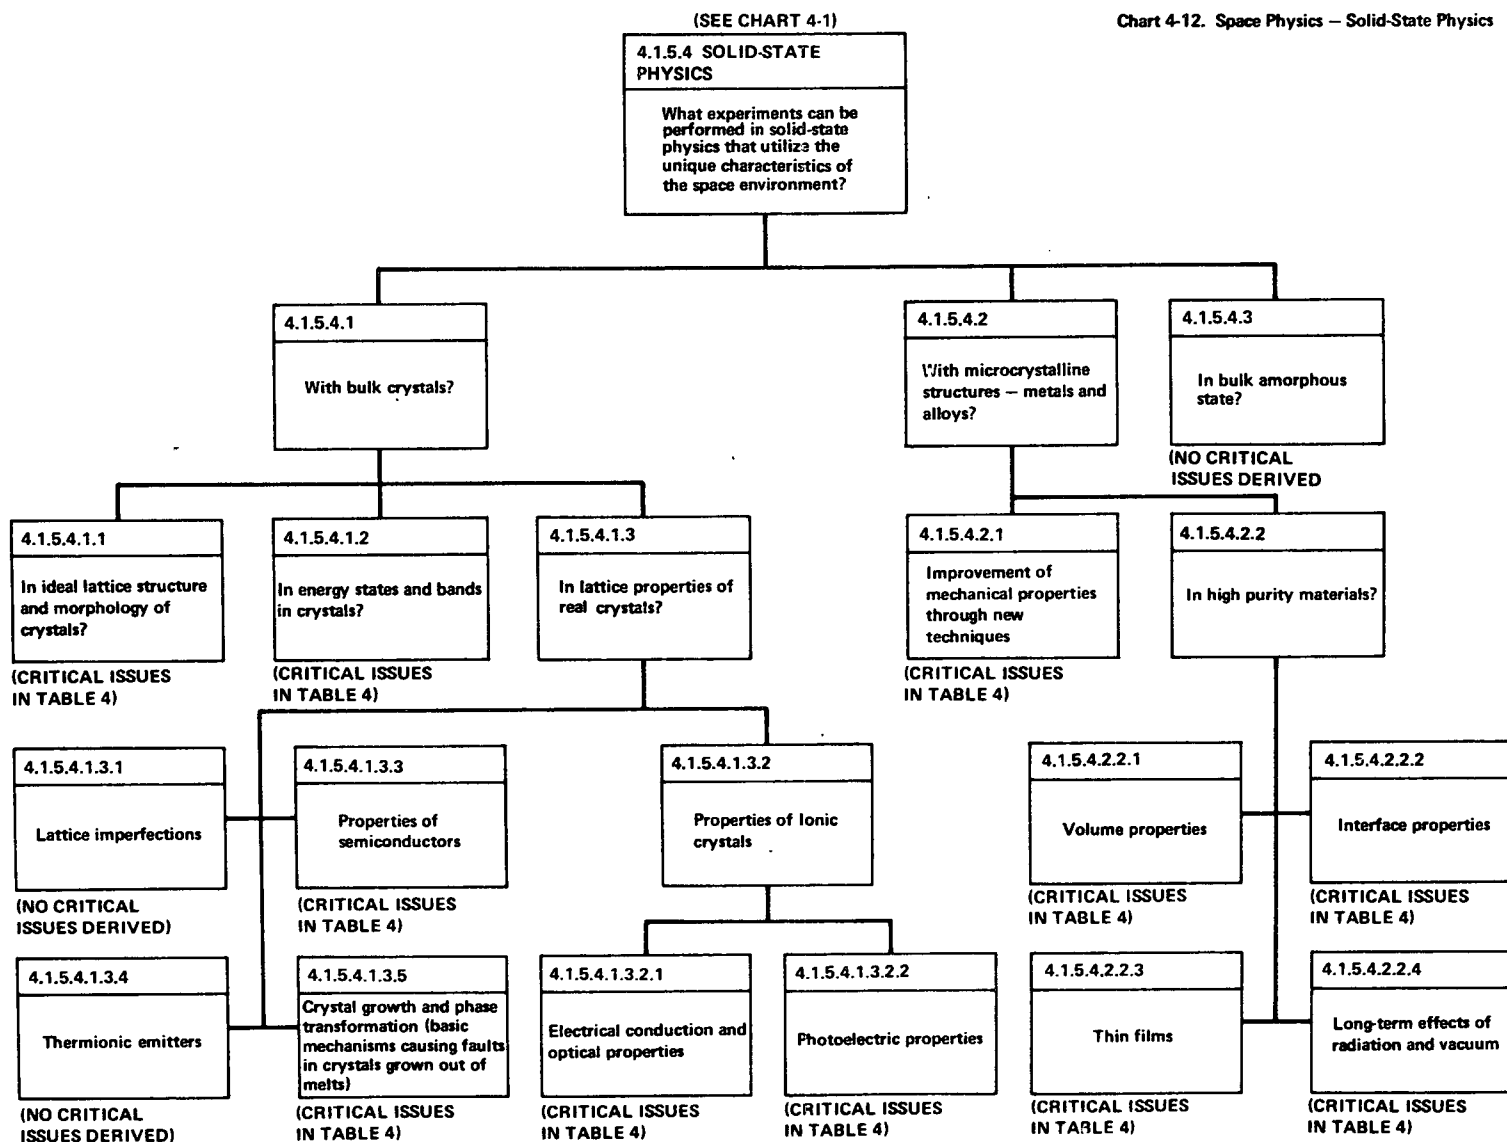 (SEE CHART 4-1)
Chart 4-12. Space Physics — Solid-State Physics
4.1.5.4 SOLID-STATE
PHYSICS
What experiments can be
performed in solid-state
physics that utilize the
unique characteristics of
the space environment?
4.1.5.4.1
With bulk crystals?
4.1.5.4.2
With microcrystalline
structures — metals and
alloys?
4.1.5.4.3
In bulk amorphous
state?
(NO CRITICAL
ISSUES DERIVED
4.1.5.4.1.1
In ideal lattice structure
and morphology of
crystals?
(CRITICAL ISSUES
IN TABLE 4)
4.1.5.4.1.2
In energy states and bands
in crystals?
(CRITICAL ISSUES
IN TABLE 4)
4.1.5.4.1.3
In lattice properties of
real crystals?
4.1.5.4.2.1
Improvement of
mechanical properties
through new
techniques
(CRITICAL ISSUES
IN TABLE 4)
4.1.5.4.2.2
In high purity materials?
4.1.5.4.1.3.1
Lattice imperfections
(NO CRITICAL
ISSUES DERIVED)
4.1.5.4.1.3.3
Properties of
semiconductors
(CRITICAL ISSUES
IN TABLE 4)
4.1.5.4.1.3.2
Properties of Ionic
crystals
4.1.5.4.2.2.1
Volume properties
(CRITICAL ISSUES
IN TABLE 4)
4.1.5.4.2.2.2
Interface properties
(CRITICAL ISSUES
IN TABLE 4)
4.1.5.4.1.3.4
Thermionic emitters
(NO CRITICAL
ISSUES DERIVED)
4.1.5.4.1.3.5
Crystal growth and phase
transformation (basic
mechanisms causing faults
in crystals grown out of
melts)
(CRITICAL ISSUES
IN TABLE 4)
4.1.5.4.1.3.2.1
Electrical conduction and
optical properties
(CRITICAL ISSUES
IN TABLE 4)
4.1.5.4.1.3.2.2
Photoelectric properties
(CRITICAL ISSUES
IN TABLE 4)
4.1.5.4.2.2.3
Thin films
(CRITICAL ISSUES
IN TABLE 4)
4.1.5.4.2.2.4
Long-term effects of
radiation and vacuum
(CRITICAL ISSUES
IN TABLE 4)